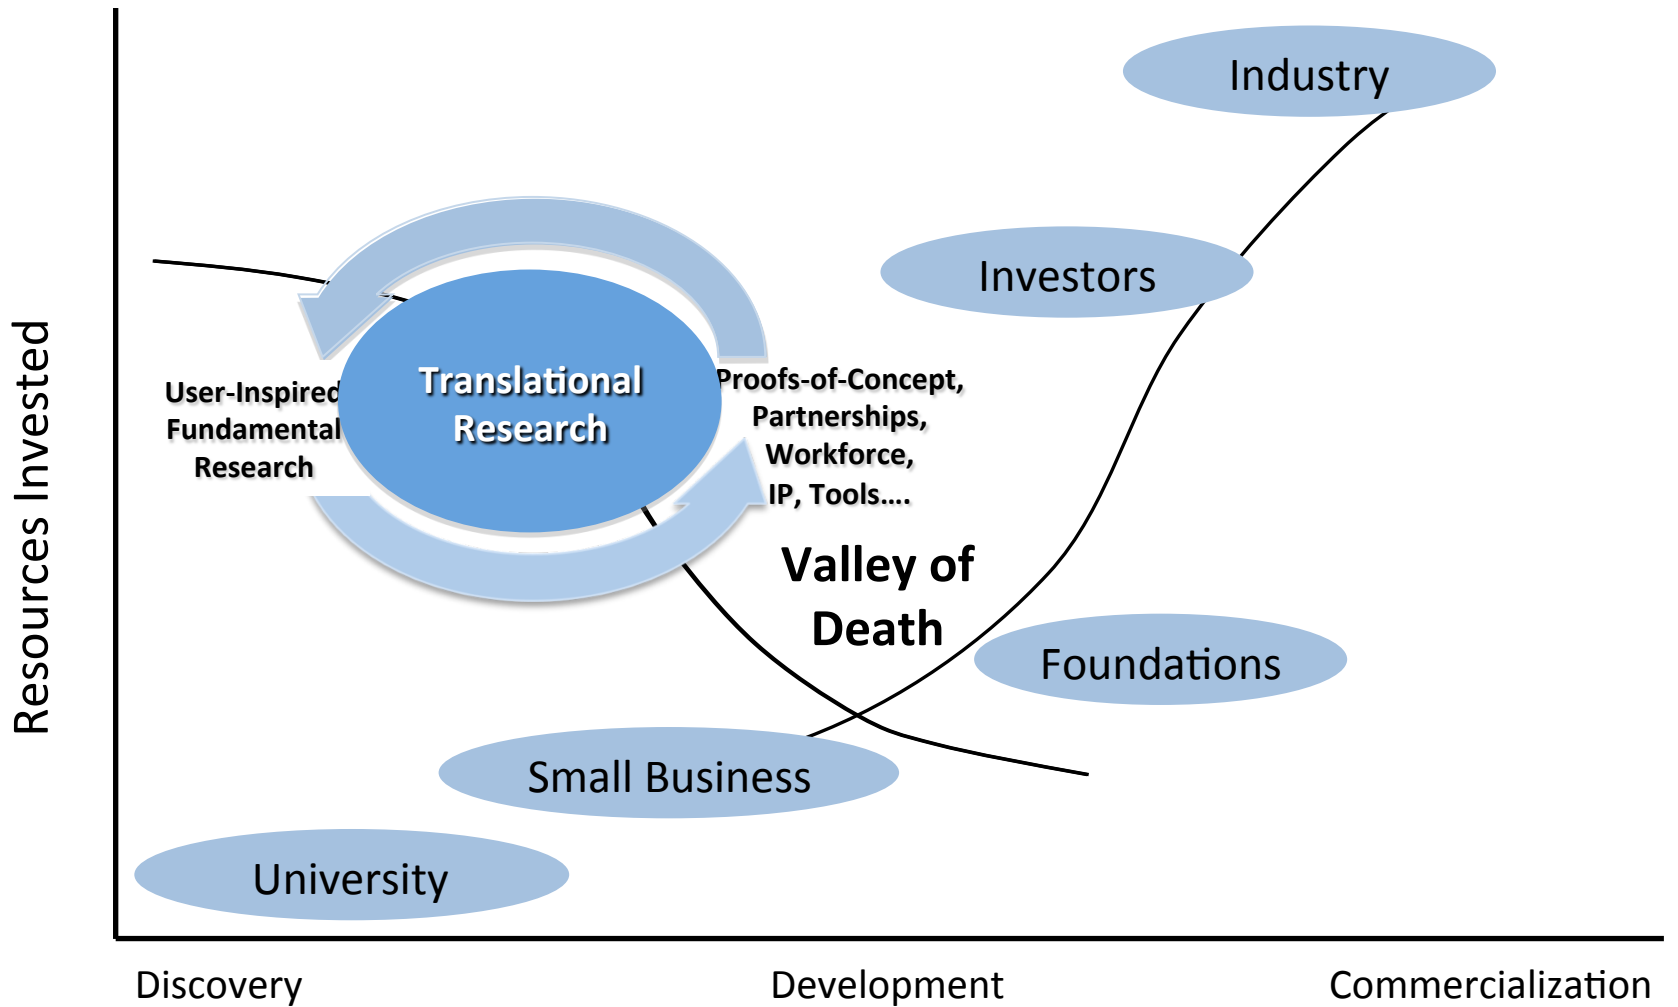 Industry
Investors
Resources Invested
User-Inspired
Fundamental
Research
Translational
Research
Proofs-of-Concept,
Partnerships,
Workforce,
IP, Tools....
Valley of
Death
Foundations
Small Business
University
Discovery
Development
Commercialization